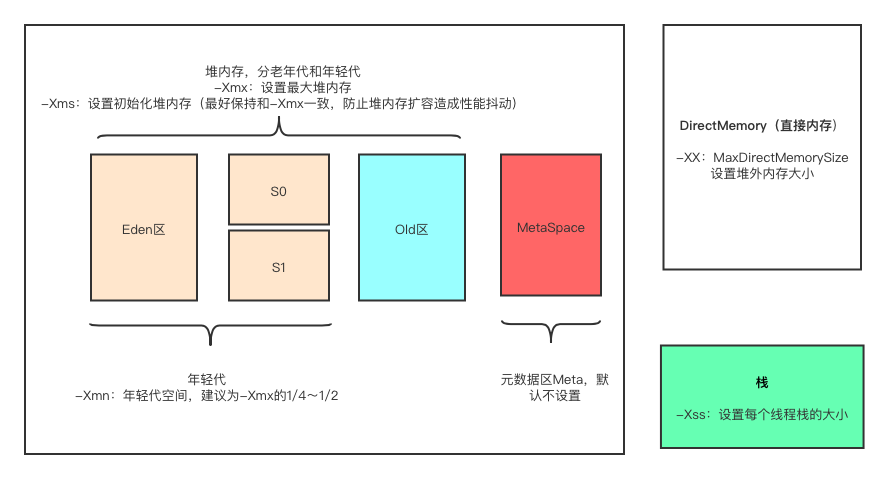 堆内存，分老年代和年轻代
-Xmx：设置最大堆内存
-Xms：设置初始化堆内存（最好保持和-Xmx一致，防止堆内存扩容造成性能抖动）
Eden区
S0
S1
Old区
MetaSpace
年轻代
-Xmn：年轻代空间，建议为-Xmx的1/4～1/2
元数据区Meta，默
认不设置
DirectMemory（直接内存）
-XX：MaxDirectMemorySize
设置堆外内存大小
栈
-Xss：设置每个线程栈的大小